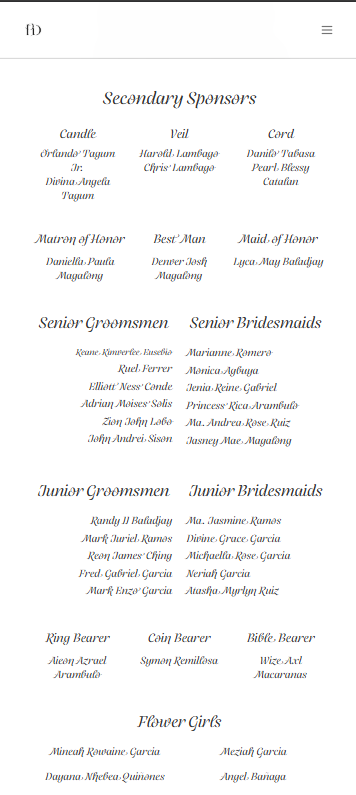 HD
Secondary Sponsors
Candle
Veil
Cord
Orlando Tagum
Jr.
Divina Angela
Tagum
Harold Lambago
Chris Lambago
Danilo Tabasa
Pearl Blessy
Catalan
Matron of Honor
Best Man
Maid of Honor
Daniella Paula
Magalong
Denver Josh
Magalong
Lyca May Baladjay
Senior Groomsmen
Senior Bridesmaids
Keane Kimverlee Eusebio
Marianne Romero
Ruel Ferrer
Monica Agbuya
Elliott Ness Conde
Jenia Reine Gabriel
Adrian Moises Solis
Princess Rica Arambulo
Zion John Lobo
Ma. Andrea Rose Ruiz
John Andrei Sison
Jasney Mae Magalong
Junior Groomsmen
Junior Bridesmaids
Randy II Baladjay
Ma. Jasmine Ramos
Mark Juriel Ramos
Divine Grace Garcia
Keon James Ching
Michaella Rose Garcia
Fred Gabriel Garcia
Neriah Garcia
Mark Enzo Garcia
Atasha Myrlyn Ruiz
Ring Bearer
Coin Bearer
Bible Bearer
Aieon Azrael
Arambulo
Symon Remillosa
Wize Axl
Macaranas
Flower Girls
Mineah Rowaine Garcia
Meziah Garcia
Dayana Nhebea Quiñones
Angel Banaga